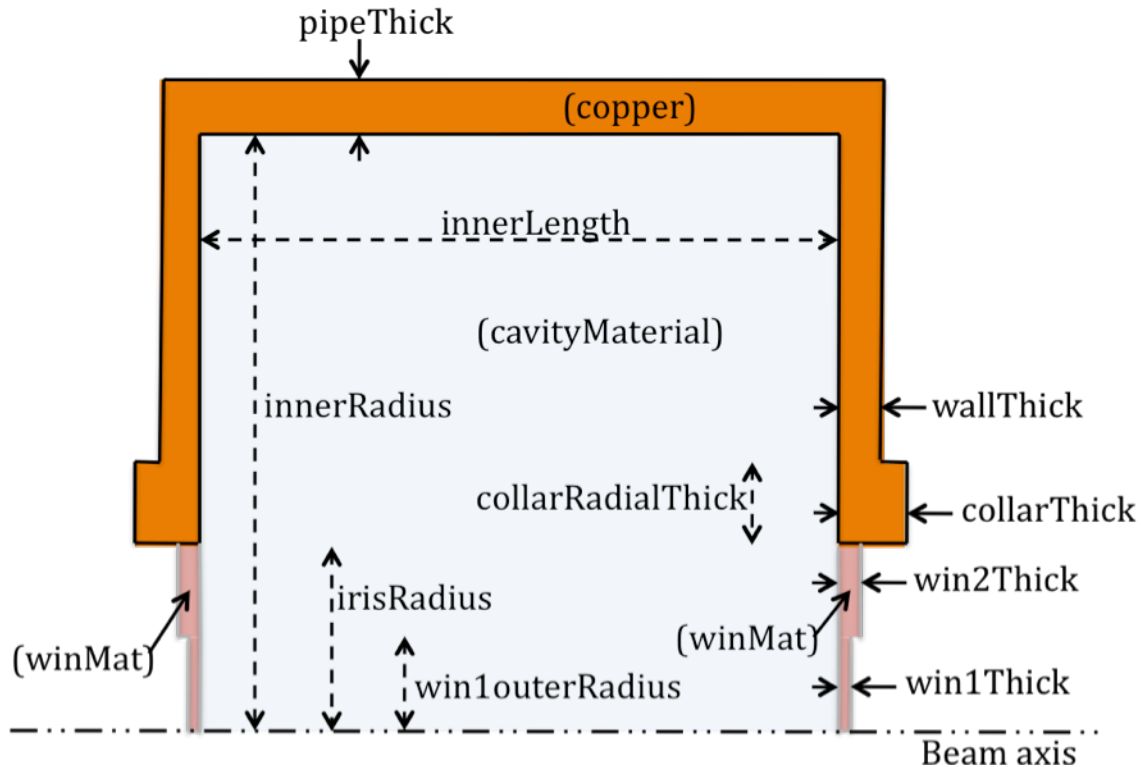 pipeThick
(copper)
innerLength
(cavityMaterial)
innerRadius
wallThick
collarRadialThick
collarThick
win2Thick
irisRadius
(winMat)
(winMat)
win1outerRadius
win1Thick
Beam axis